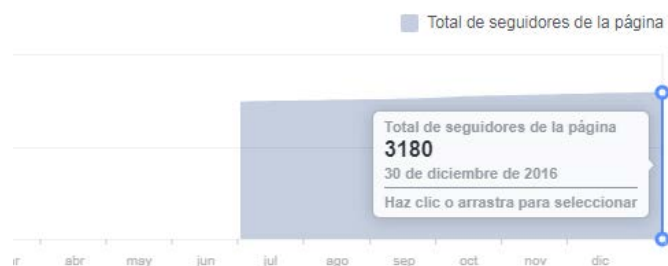 Total de seguidores de la página
Total de seguidores de la página
3180
30 de diciembre de 2016
Haz clic o arrastra para seleccionar
abr may jun jul ago sep oct nov dic